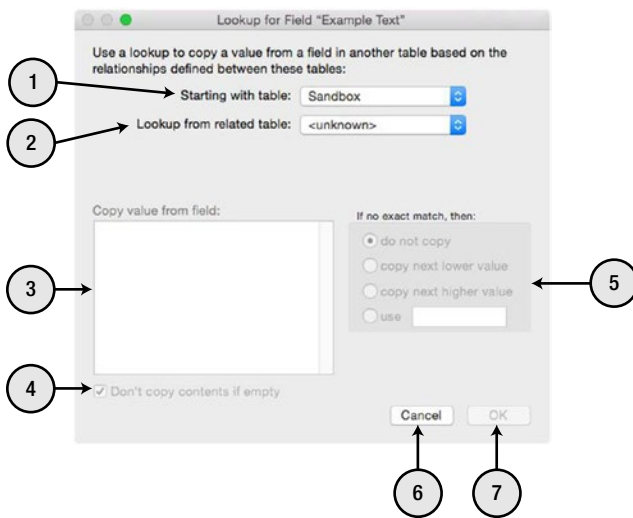 Lookup for Field "Example Text"
Use a lookup to copy a value from a field in another table based on the
relationships defined between these tables:
1
Starting with table: Sandbox
2
Lookup from related table: <unknown>
Copy value from field:
If no exact match, then:
do not copy
copy next lower value
3
5
copy next higher value
use
4
Don't copy contents if empty
Cancel OK
6 7